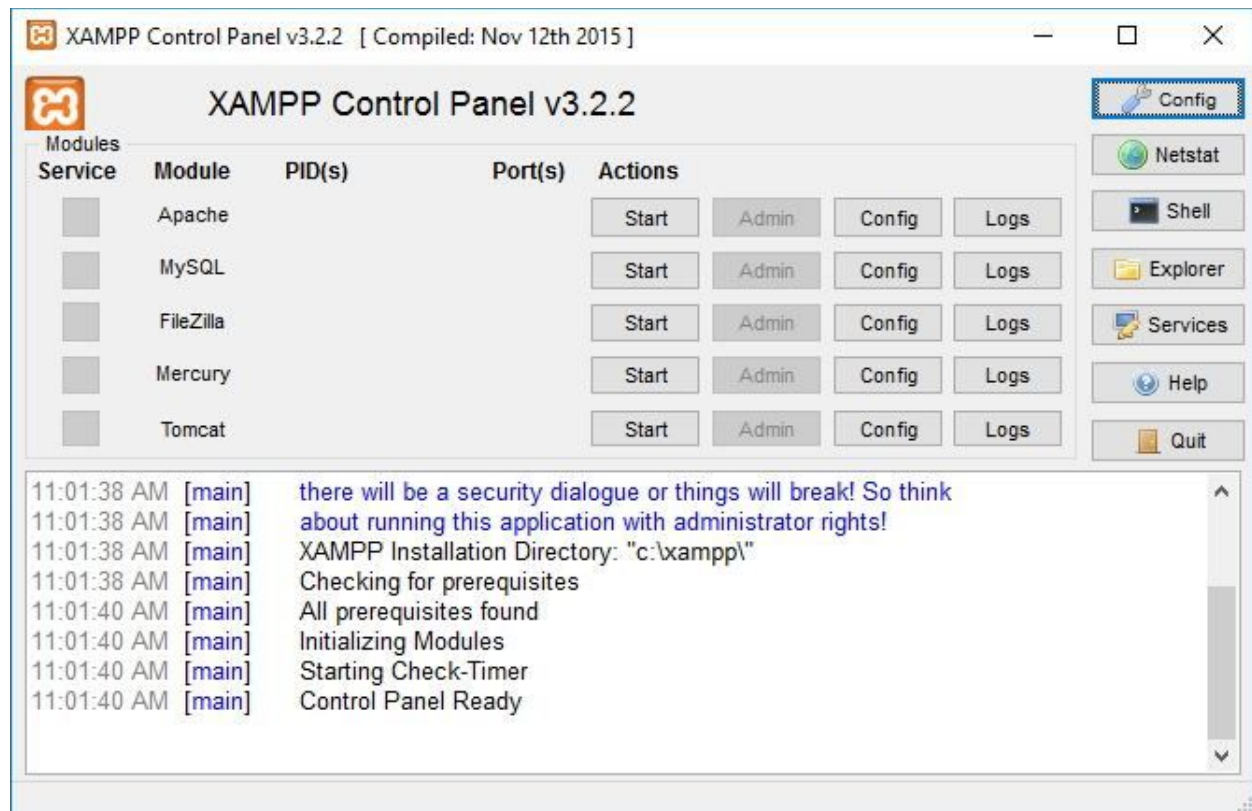 XAMPP Control Panel v3.2.2 [ Compiled: Nov 12th 2015 ]
XAMPP Control Panel v3.2.2
Config
Modules
Netstat
Service Module PID(s) Port(s) Actions
Apache Start Admin Config Logs
Shell
MySQL Start Admin Config Logs
Explorer
FileZilla Start Admin Config Logs
Services
Mercury Start Admin Config Logs
Help
Tomcat Start Admin Config Logs
Quit
11:01:38 AM [main] there will be a security dialogue or things will break! So think
11:01:38 AM [main] about running this application with administrator rights!
11:01:38 AM [main] XAMPP Installation Directory: "c:\xampp\"
11:01:38 AM [main] Checking for prerequisites
11:01:40 AM [main] All prerequisites found
11:01:40 AM [main] Initializing Modules
11:01:40 AM [main] Starting Check-Timer
11:01:40 AM [main] Control Panel Ready